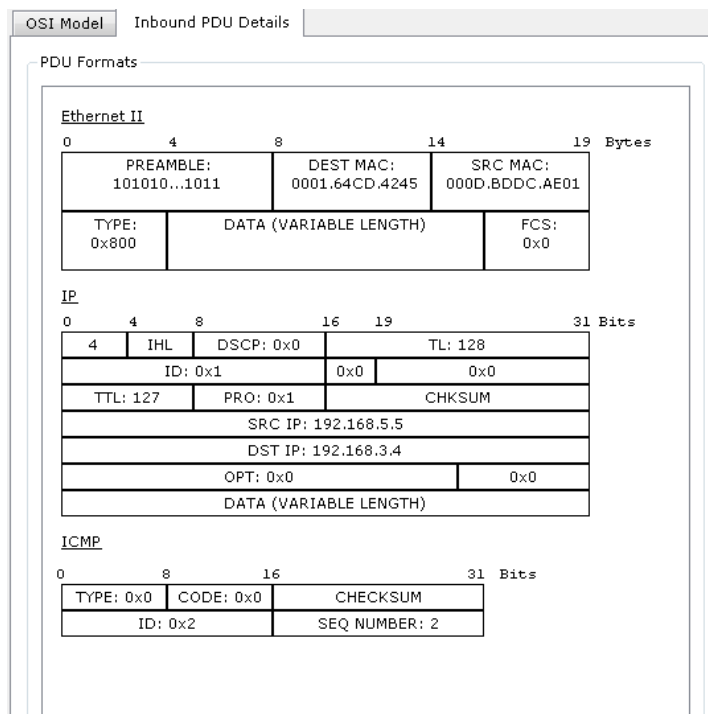 OSI Model Inbound PDU Details
PDU Formats
Ethernet II
0 4 8 14 19 Bytes
PREAMBLE: DEST MAC: SRC MAC:
101010...1011 0001.64CD.4245 000D.BDDC.AE01
TYPE: DATA (VARIABLE LENGTH) FCS:
0x800 0x0
IP
0 4 8 16 19 31 Bits
4 IHL DSCP: 0x0 TL: 128
ID: 0x1 0x0 0x0
TTL: 127 PRO: 0x1 CHKSUM
SRC IP: 192.168.5.5
DST IP: 192.168.3.4
OPT: 0x0 0x0
DATA (VARIABLE LENGTH)
ICMP
0 8 16 31 Bits
TYPE: 0x0 CODE: 0x0 CHECKSUM
ID: 0x2 SEQ NUMBER: 2